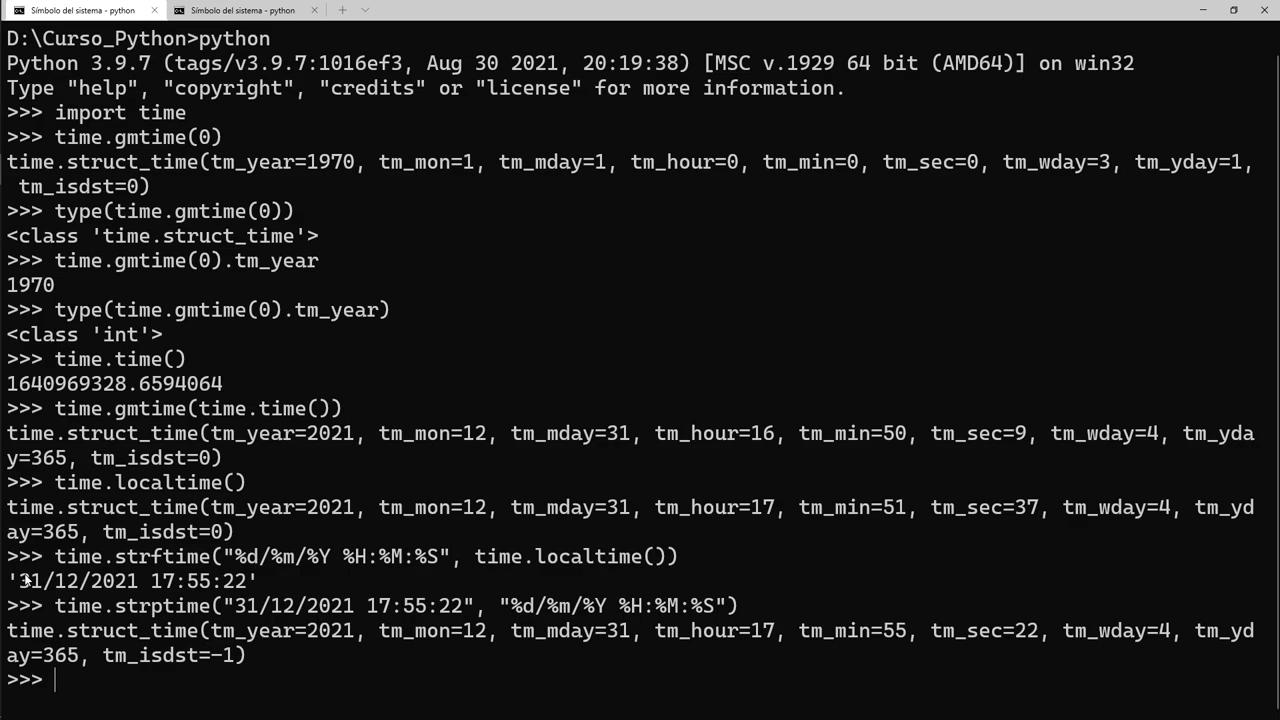 Símbolo del sistema - python
Símbolo del sistema - python
D:\Curso_Python>python
Python 3.9.7 (tags/v3.9.7:1016ef3, Aug 30 2021, 20:19:38) [MSC v.1929 64 bit (AMD64)] on win32
Type "help", "copyright", "credits" or "license" for more information.
>>> import time
>>> time.gmtime(0)
time.struct_time(tm_year=1970, tm_mon=1, tm_mday=1, tm_hour=0, tm_min=0, tm_sec=0, tm_wday=3, tm_yday=1,
 tm_isdst=0)
>>> type(time.gmtime(0))
<class 'time.struct_time'>
>>> time.gmtime(0).tm_year
1970
>>> type(time.gmtime(0).tm_year)
<class 'int'>
>>> time.time()
1640969328.6594064
>>> time.gmtime(time.time())
time.struct_time(tm_year=2021, tm_mon=12, tm_mday=31, tm_hour=16, tm_min=50, tm_sec=9, tm_wday=4, tm_yda
y=365, tm_isdst=0)
>>> time.localtime()
time.struct_time(tm_year=2021, tm_mon=12, tm_mday=31, tm_hour=17, tm_min=51, tm_sec=37, tm_wday=4, tm_yd
ay=365, tm_isdst=0)
>>> time.strftime("%d/%m/%Y %H:%M:%S", time.localtime())
'31/12/2021 17:55:22'
>>> time.strptime("31/12/2021 17:55:22", "%d/%m/%Y %H:%M:%S")
time.struct_time(tm_year=2021, tm_mon=12, tm_mday=31, tm_hour=17, tm_min=55, tm_sec=22, tm_wday=4, tm_yd
ay=365, tm_isdst=-1)
>>>